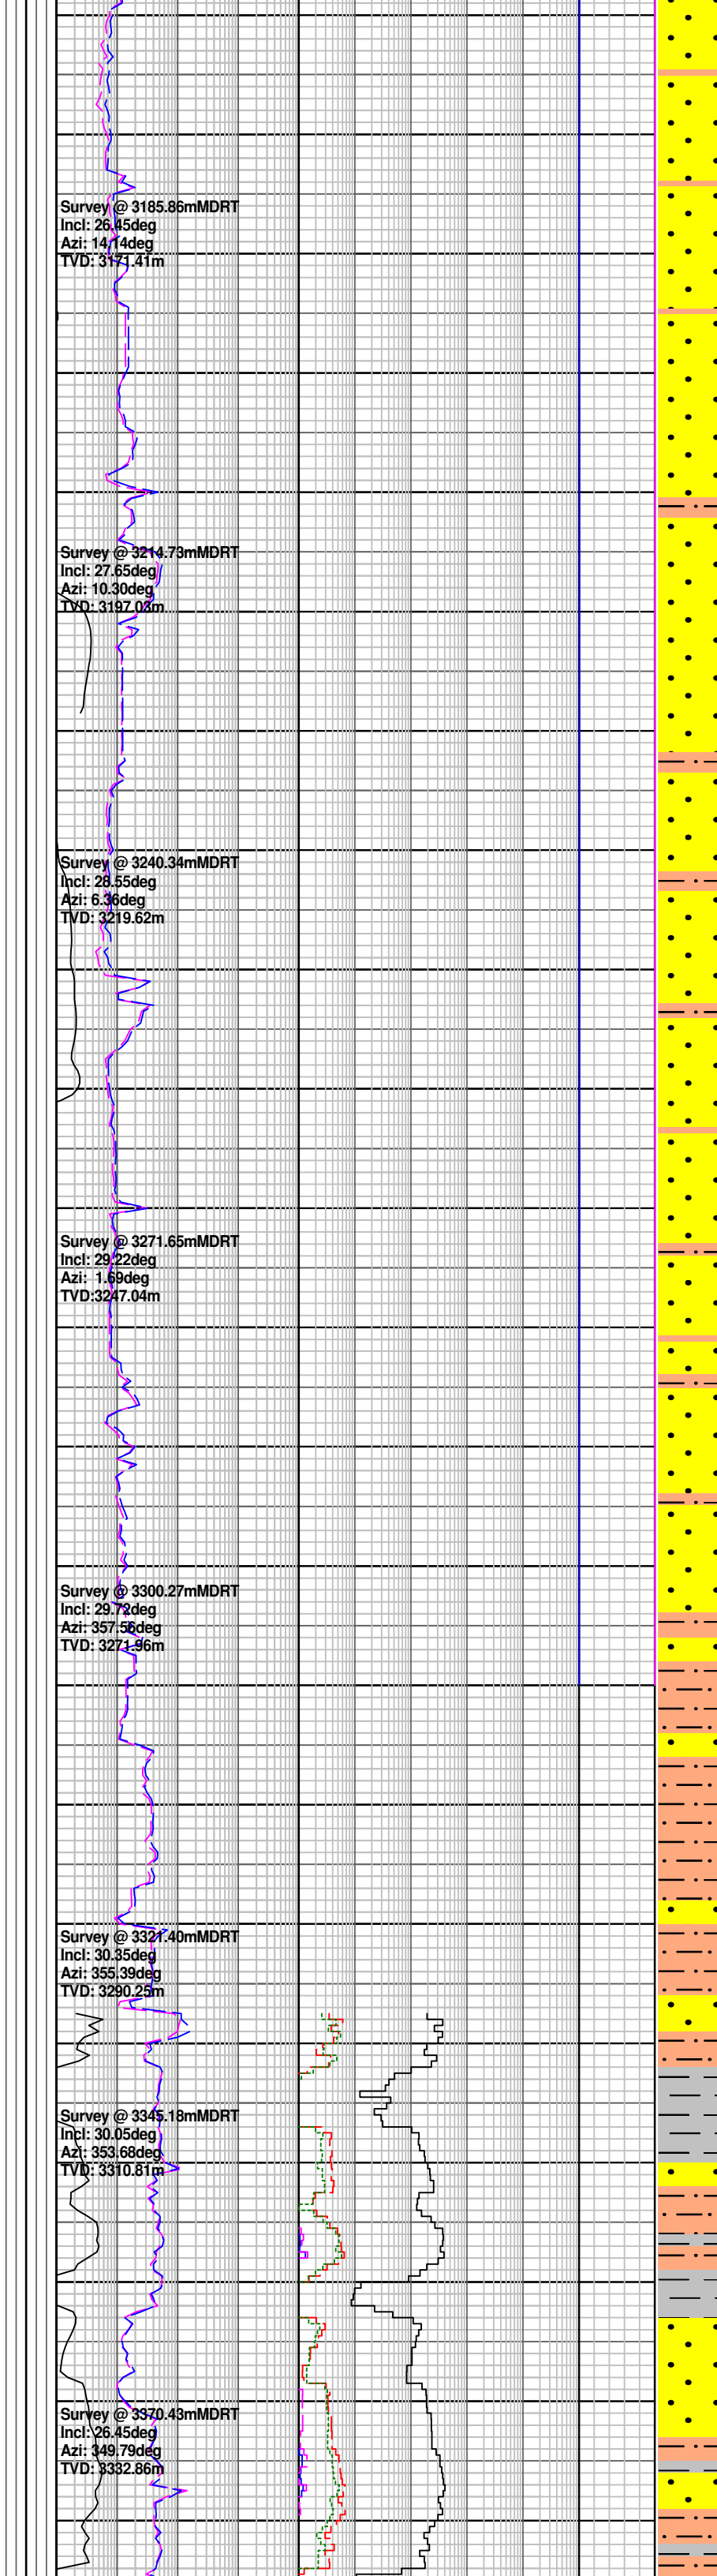 Survey @ 3185.86mMDRT
Incl: 26.45deg
Azi: 14.14deg
TVD: 3171.41m
Survey @ 3214.73mMDRT
Incl: 27.65deg
Azi: 10.30deg
TVD: 3197.03m
Survey @ 3240.34mMDRT
Incl: 28.55deg
Azi: 6.36deg
TVD: 3219.62m
Survey @ 3271.65mMDRT
Incl: 29.22deg
Azi: 1.69deg
TVD:3247.04m
Survey @ 3300.27mMDRT
Incl: 29.72deg
Azi: 357.56deg
TVD: 3271.96m
Survey @ 3321.40mMDRT
Incl: 30.35deg
Azi: 355.39deg
TVD: 3290.25m
Survey @ 3345.18mMDRT
Incl: 30.05deg
Azi: 353.68deg
TVD: 3310.81m
Survey @ 3370.43mMDRT
Incl: 26.45deg
Azi: 349.79deg
TVD: 3332.86m